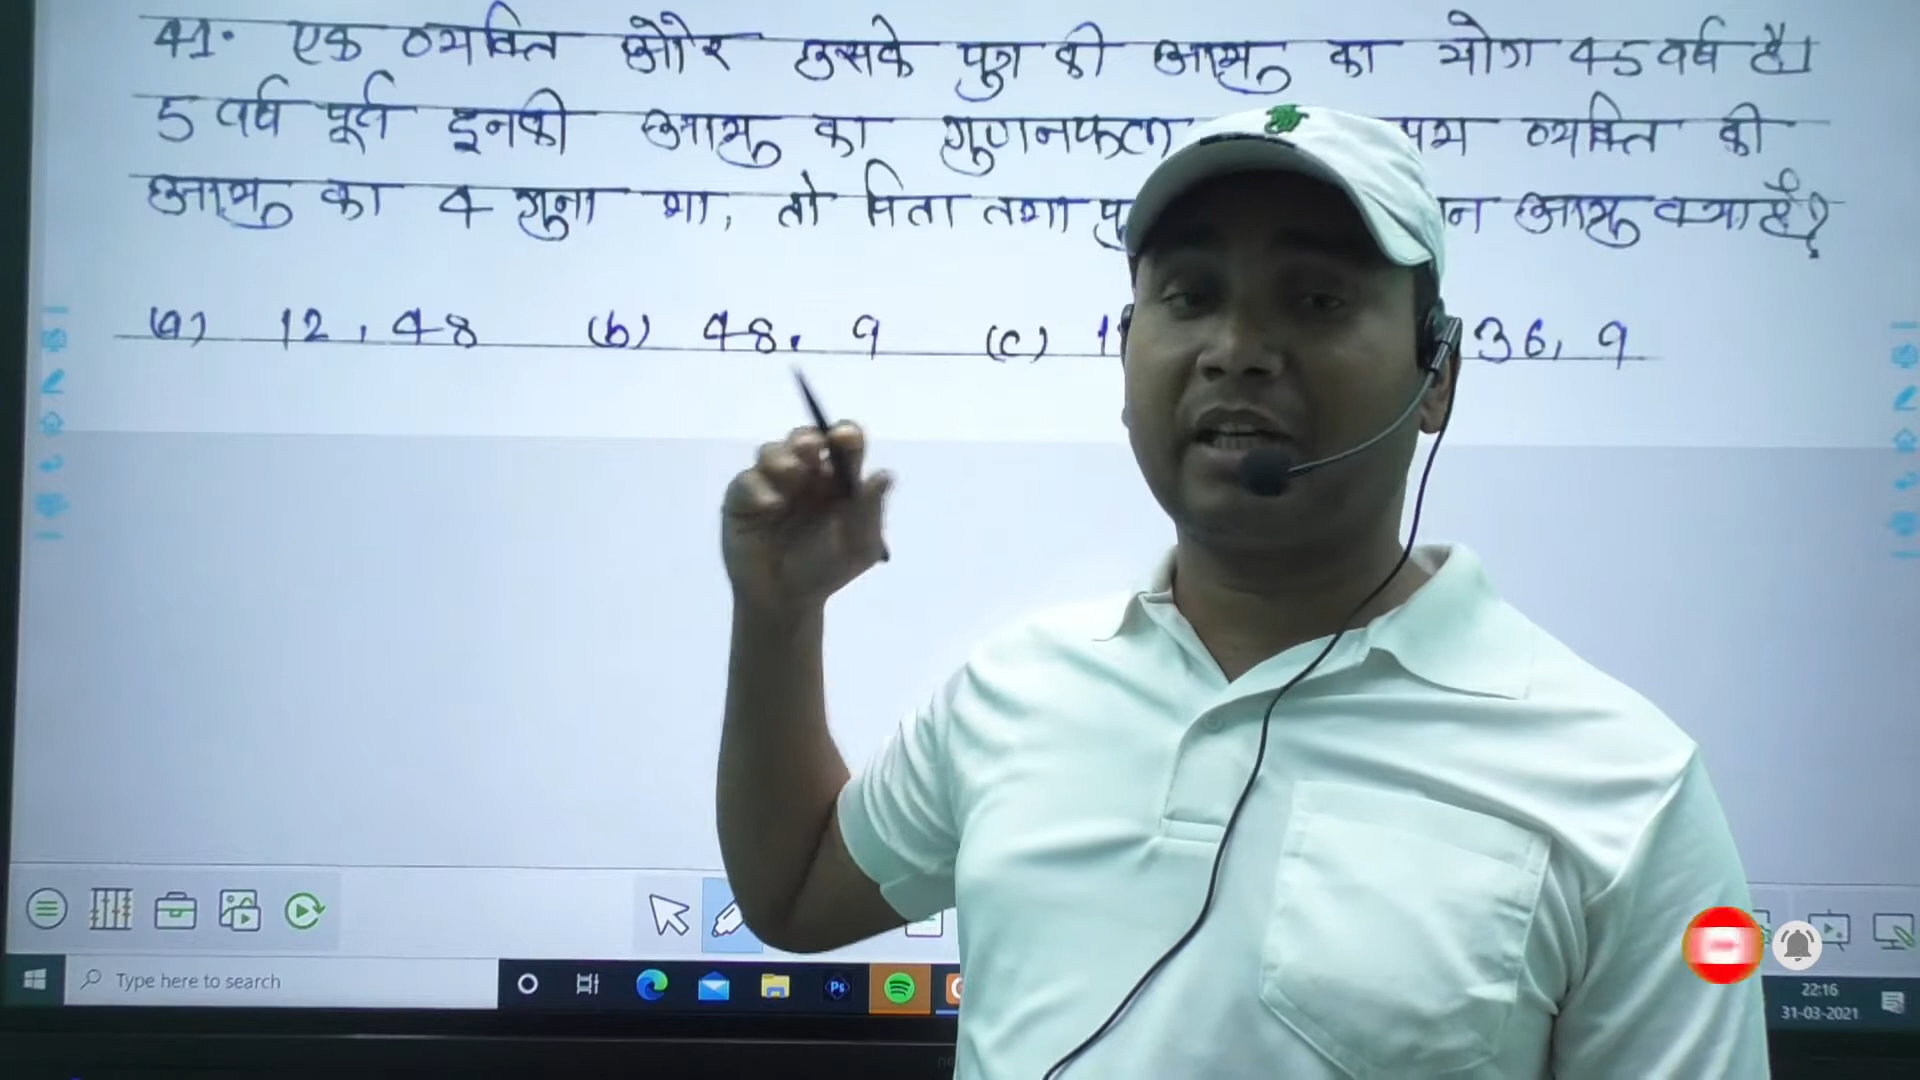 41. एक व्यक्ति और उसके पुत्र की आयु का योग 45 वर्ष है।
5 वर्ष पूर्व इनकी आयु का गुणनफल व्यक्ति की
आयु का 4 गुना था, तो पिता तथा आयु क्या है?
(a) 12, 48 (b) 48, 9 (c) 36, 9
Type here to search
Ps
22:16
31-03-2021